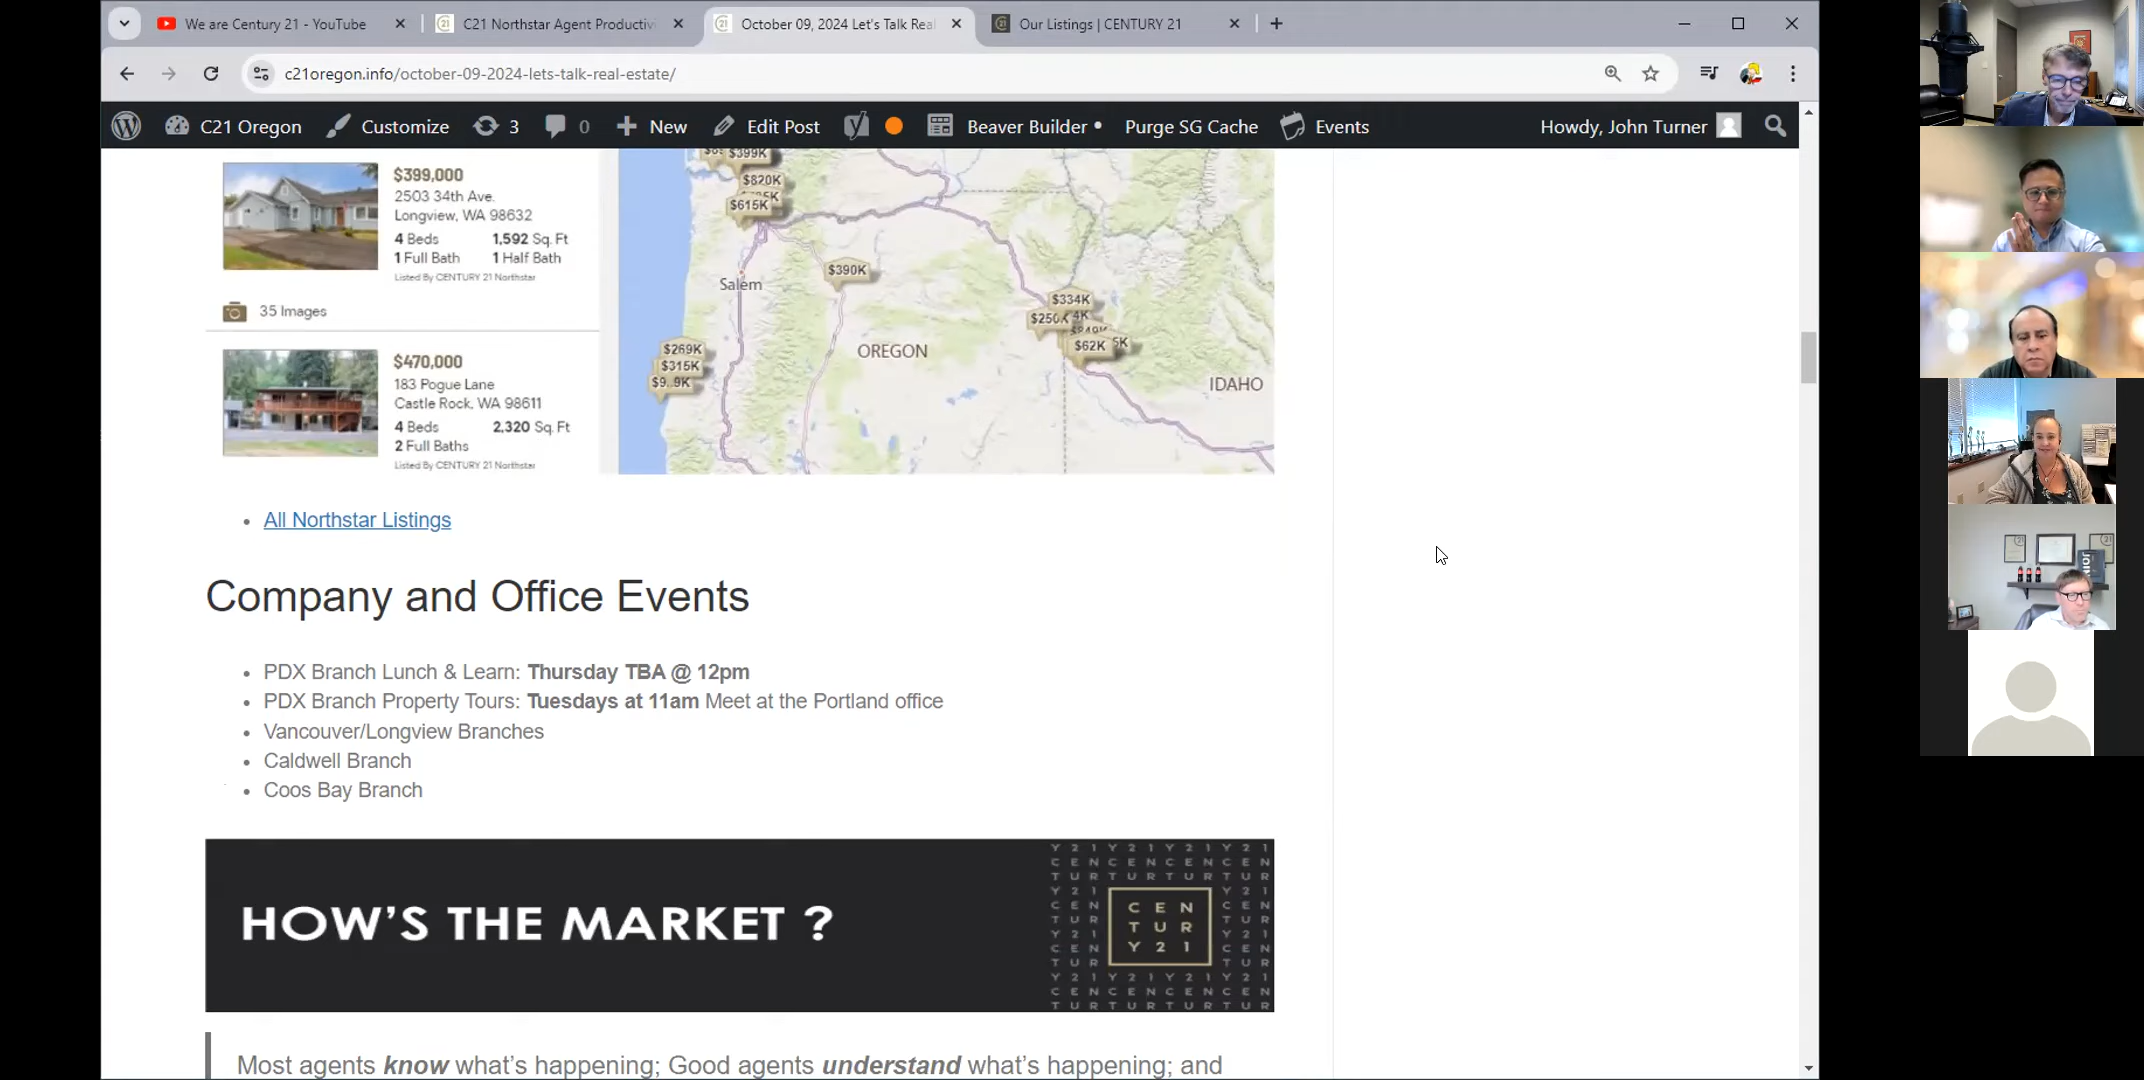 We are Century 21 - YouTube
C21 Northstar Agent Productivi
October 09, 2024 Let's Talk Rea
Our Listings | CENTURY 21
c21oregon.info/october-09-2024-lets-talk-real-estate/
C21 Oregon
Customize
3
0
New
Edit Post
Beaver Builder
Purge SG Cache
Events
Howdy, John Turner
$399,000
2503 34th Ave.
Longview, WA 98632
4 Beds 1,592 Sq. Ft
1 Full Bath 1 Half Bath
Listed By CENTURY 21 Northstar
35 Images
$470,000
183 Pogue Lane
Castle Rock, WA 98611
4 Beds 2,320 Sq. Ft
2 Full Baths
Listed By CENTURY 21 Northstar
$399K
$820K
$615K
Salem
$390K
$334K
$250K
$62K
$269K
$315K
OREGON
IDAHO
All Northstar Listings
Company and Office Events
PDX Branch Lunch & Learn: Thursday TBA @ 12pm
PDX Branch Property Tours: Tuesdays at 11am Meet at the Portland office
Vancouver/Longview Branches
Caldwell Branch
Coos Bay Branch
HOW'S THE MARKET ?
CEN
TUR
Y21
Most agents know what's happening; Good agents understand what's happening; and